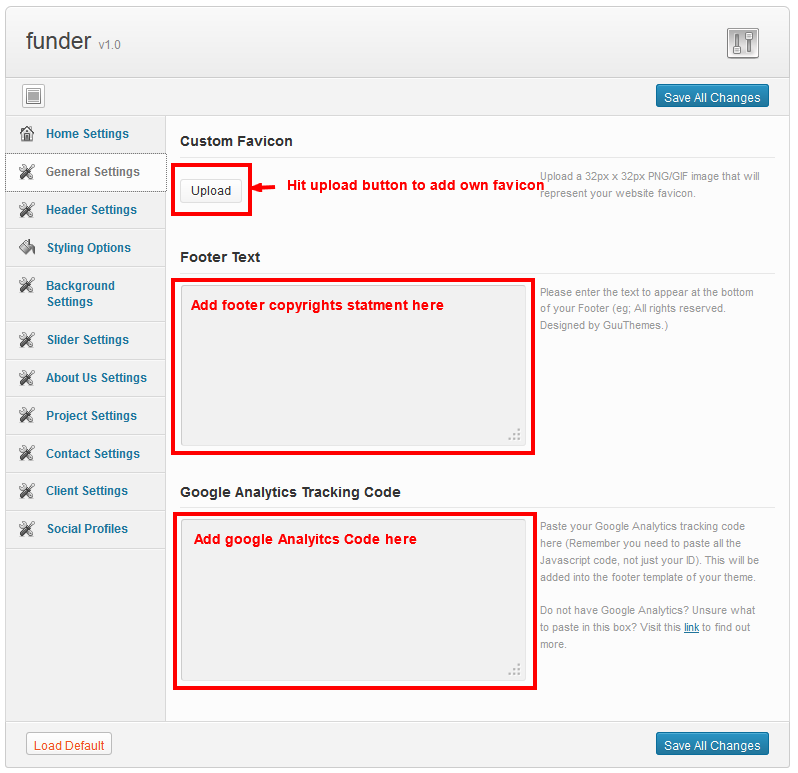 funder v1.0
Save All Changes
Home Settings
General Settings
Header Settings
Styling Options
Background
Settings
Slider Settings
About Us Settings
Project Settings
Contact Settings
Client Settings
Social Profiles
Custom Favicon
Upload
Hit upload button to add own favicon
Upload a 32px x 32px PNG/GIF image that will
represent your website favicon.
Footer Text
Add footer copyrights statment here
Please enter the text to appear at the bottom
of your Footer (eg; All rights reserved.
Designed by GuuThemes.)
Google Analytics Tracking Code
Add google Analyitcs Code here
Paste your Google Analytics tracking code
here (Remember you need to paste all the
Javascript code, not just your ID). This will be
added into the footer template of your theme.
Do not have Google Analytics? Unsure what
to paste in this box? Visit this link to find out
more.
Load Default
Save All Changes